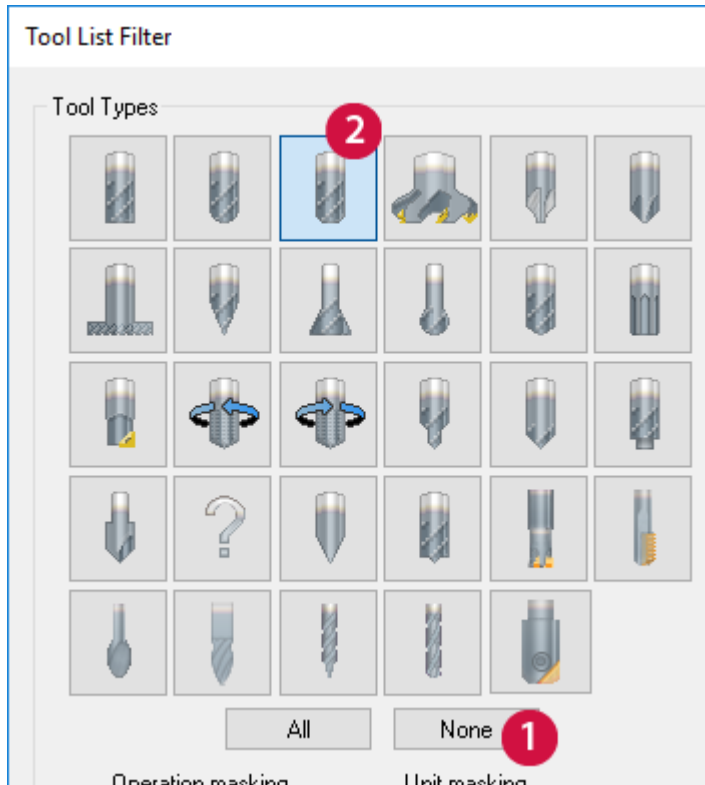 Tool List Filter
Tool Types
2
?
All
None
1
Operation masking
Unit masking